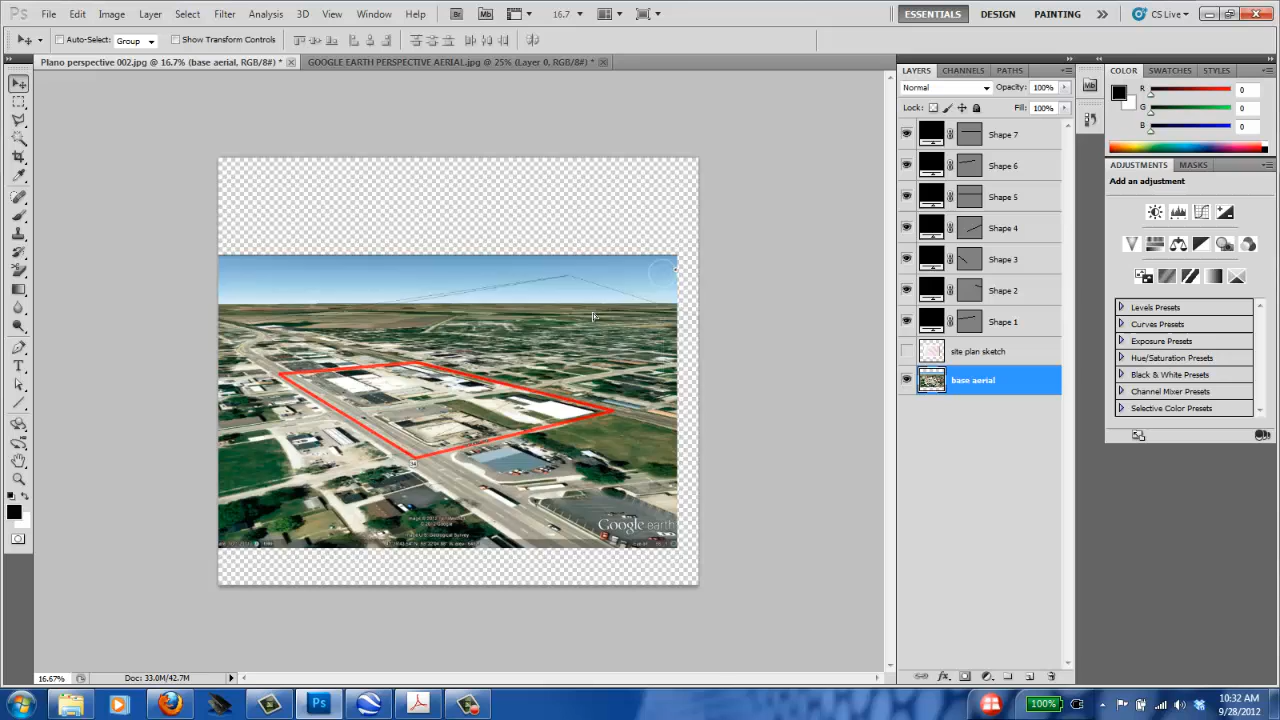 Ps File Edit Image Layer Select Filter Analysis 3D View Window Help Br Mb 16.7 ESSENTIALS DESIGN PAINTING CS Live
Auto-Select: Group Show Transform Controls
Plano perspective 002.jpg @ 16.7% (base aerial, RGB/8#) * GOOGLE EARTH PERSPECTIVE AERIAL.jpg @ 25% (Layer 0, RGB/8#) *
LAYERS CHANNELS PATHS
Normal Opacity: 100%
Lock: Fill: 100%
Shape 7
Shape 6
Shape 5
Shape 4
Shape 3
Shape 2
Shape 1
site plan sketch
base aerial
Mb
COLOR SWATCHES STYLES
R 0
G 0
B 0
ADJUSTMENTS MASKS
Add an adjustment
Levels Presets
Curves Presets
Exposure Presets
Hue/Saturation Presets
Black & White Presets
Channel Mixer Presets
Selective Color Presets
34
Google earth
16.67% Doc: 33.0M/42.7M
Ps 100% 10:32 AM
9/28/2012